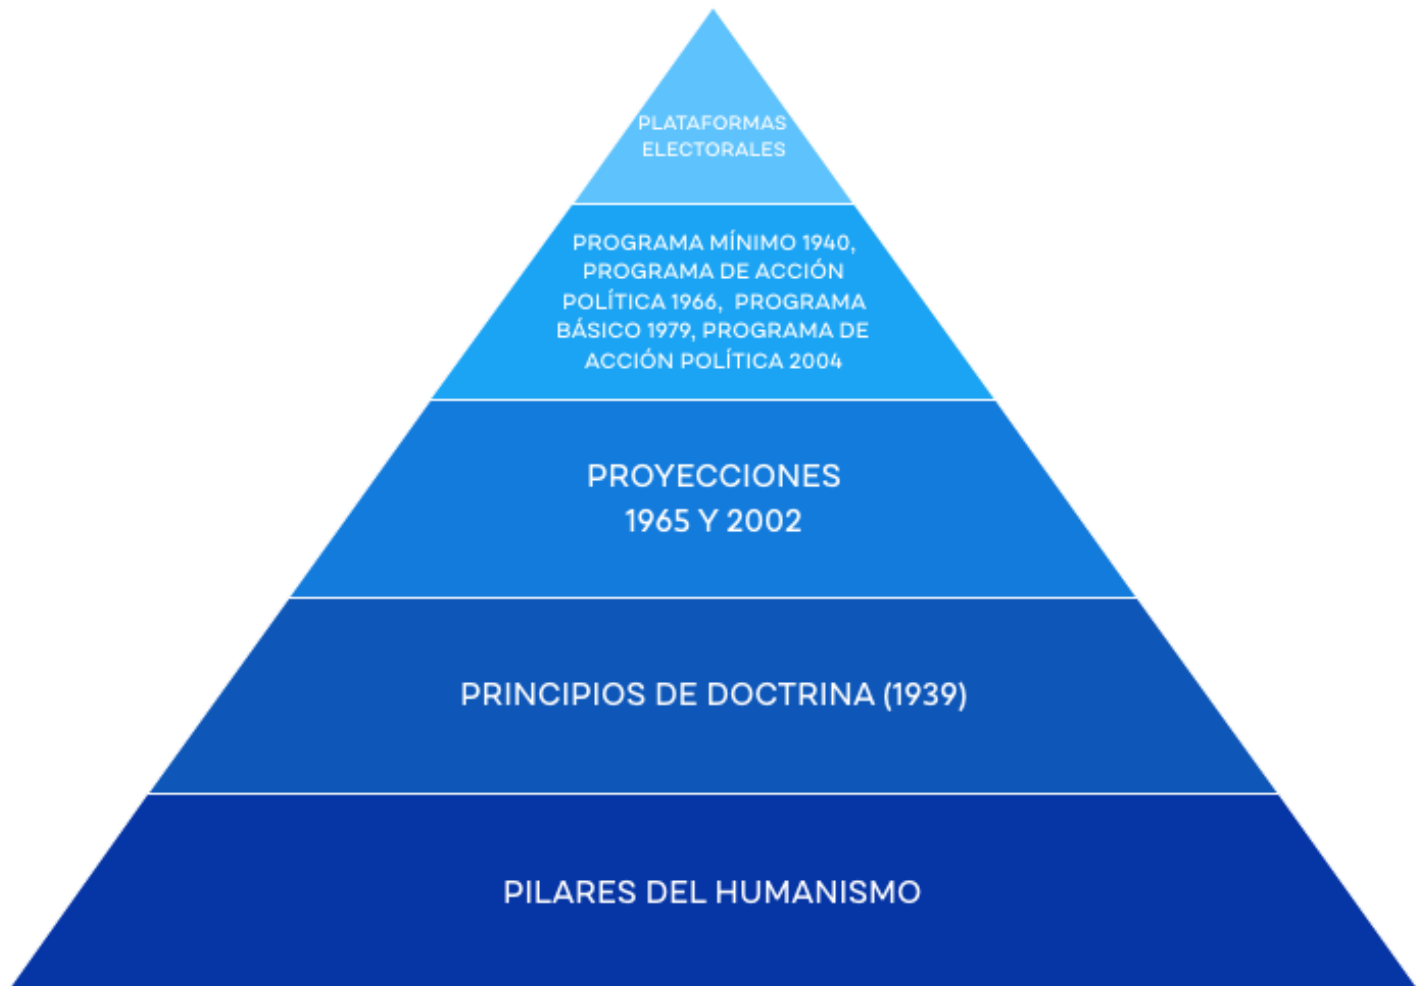 PLATAFORMAS
ELECTORALES
PROGRAMA MÍNIMO 1940,
PROGRAMA DE ACCIÓN
POLÍTICA 1966, PROGRAMA
BÁSICO 1979, PROGRAMA DE
ACCIÓN POLÍTICA 2004
PROYECCIONES
1965 Y 2002
PRINCIPIOS DE DOCTRINA (1939)
PILARES DEL HUMANISMO